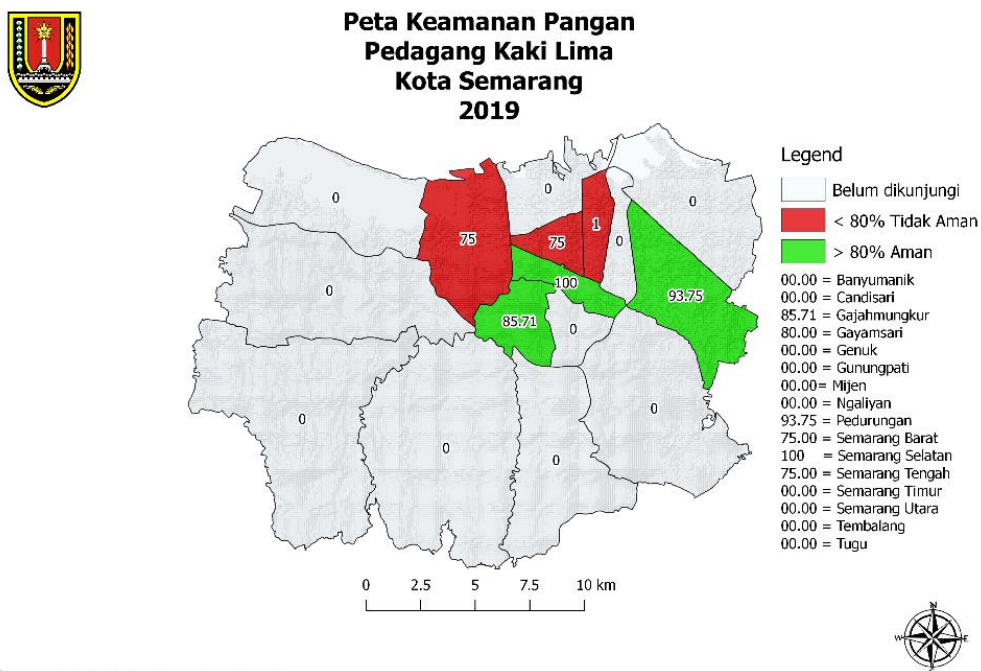 Peta Keamanan Pangan
Pedagang Kaki Lima
Kota Semarang
2019
Legend
Belum dikunjungi
< 80% Tidak Aman
> 80% Aman
00.00 = Banyumanik
00.00 = Candisari
85.71 = Gajahmungkur
80.00 = Gayamsari
00.00 = Genuk
00.00 = Gunungpati
00.00= Mijen
00.00 = Ngaliyan
93.75 = Pedurungan
75.00 = Semarang Barat
100 = Semarang Selatan
75.00 = Semarang Tengah
00.00 = Semarang Timur
00.00 = Semarang Utara
00.00 = Tembalang
00.00 = Tugu
0
0
0
75
75
1
0
0
100
93.75
85.71
0
0
0
0
0
0 2.5 5 7.5 10 km
N
W E
S